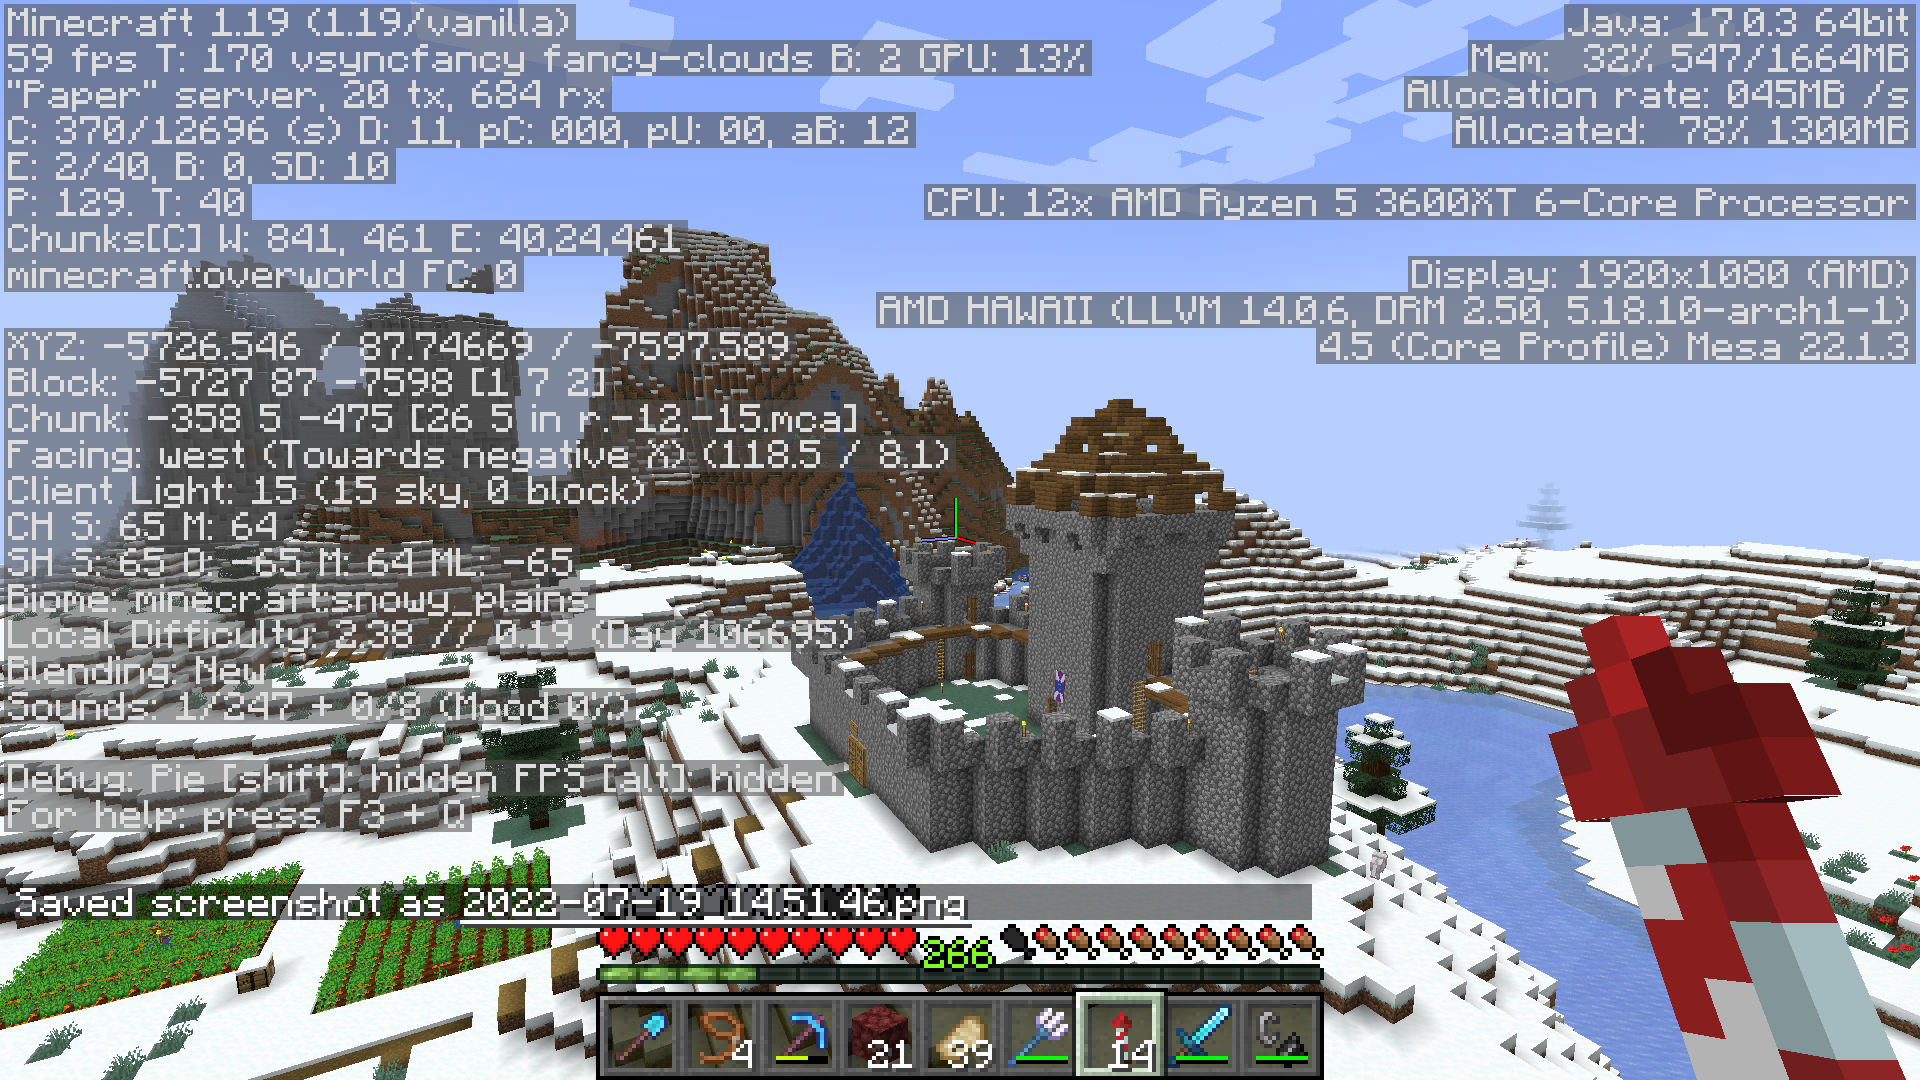 Minecraft 1.19 (1.19/vanilla)
59 fps T: 170 vsyncfancy fancy-clouds B: 2 GPU: 13%
"Paper" server, 20 tx, 684 rx
C: 370/12696 (s) D: 11, pC: 000, pU: 00, aB: 12
E: 2/40, B: 0, SD: 10
P: 129. T: 40
Chunks[C] W: 841, 461 E: 40,24,461
minecraft:overworld FC: 0
XYZ: -5726.546 / 87.74669 / -7597.589
Block: -5727 87 -7598 [1 7 2]
Chunk: -358 5 -475 [26 5 in r.-12.-15.mca]
Facing: west (Towards negative X) (118.5 / 8.1)
Client Light: 15 (15 sky, 0 block)
CH S: 65 M: 64
SH S: 65 O: -65 M: 64 ML: -65
Biome: minecraft:snowy_plains
Local Difficulty: 2.38 // 0.19 (Day 106695)
Blending: New
Sounds: 1/247 + 0/8 (Mood 0%)
Debug: Pie [shift]: hidden FPS [alt]: hidden
For help: press F3 + Q
Java: 17.0.3 64bit
Mem: 32% 547/1664MB
Allocation rate: 045MB /s
Allocated: 78% 1300MB
CPU: 12x AMD Ryzen 5 3600XT 6-Core Processor
Display: 1920x1080 (AMD)
AMD HAWAII (LLVM 14.0.6, DRM 2.50, 5.18.10-arch1-1)
4.5 (Core Profile) Mesa 22.1.3
Saved screenshot as 2022-07-19_14.51.46.png
266
4 21 39 14